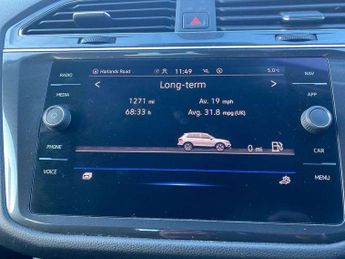 RADIO
MEDIA
PHONE
VOICE
NAV
APP
CAR
MENU
Harlands Road 11:49 5.0°C
< Long-term >
1271 mi Av. 19 mph
68:33 h Avg. 31.8 mpg (UK)
0 mi